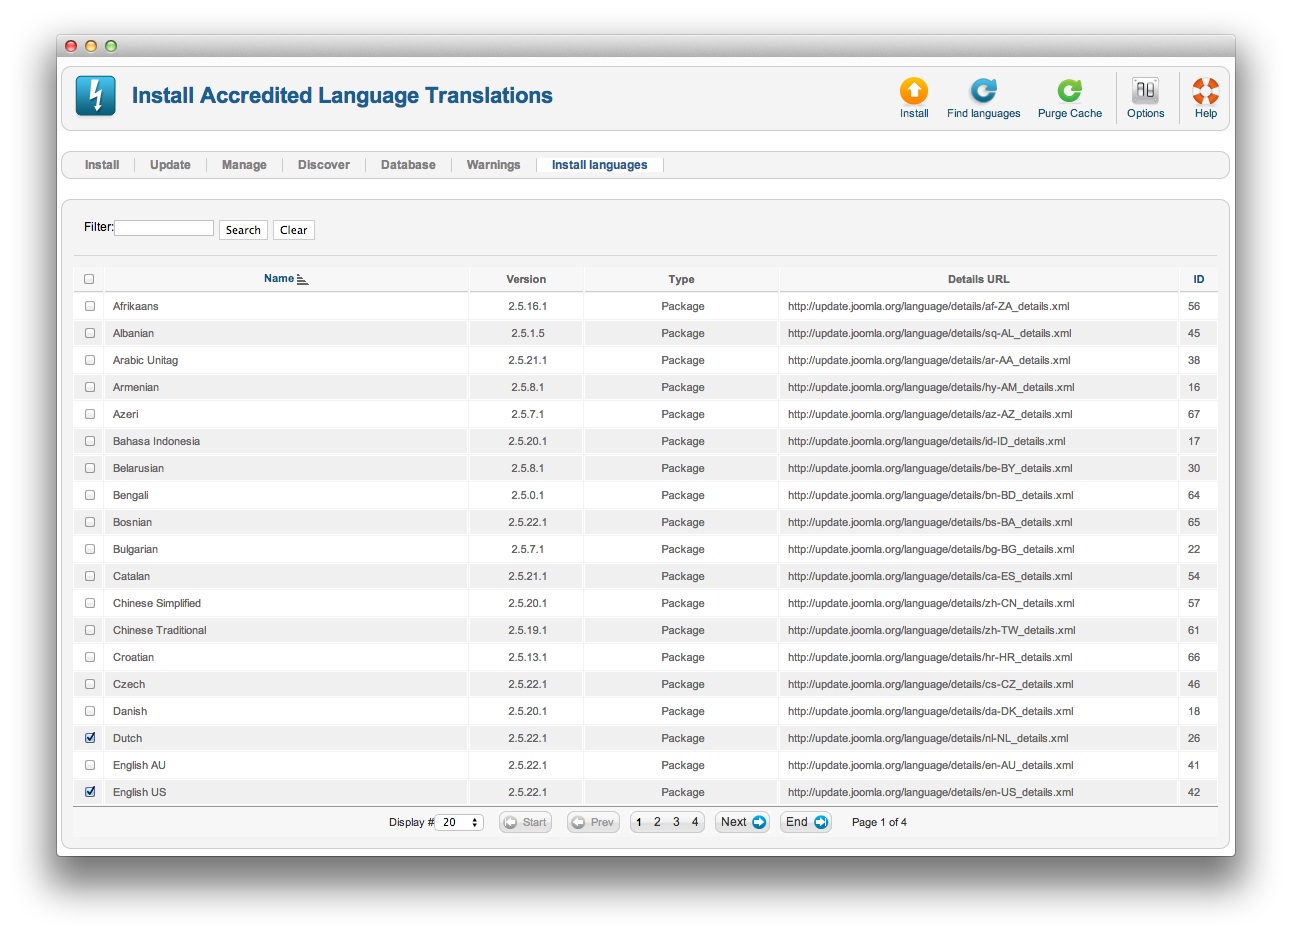 Install Accredited Language Translations
Install Find languages Purge Cache Options Help
Install Update Manage Discover Database Warnings Install languages
Filter: Search Clear
Name Version Type Details URL ID
Afrikaans 2.5.16.1 Package http://update.joomla.org/language/details/af-ZA_details.xml 56
Albanian 2.5.1.5 Package http://update.joomla.org/language/details/sq-AL_details.xml 45
Arabic Unitag 2.5.21.1 Package http://update.joomla.org/language/details/ar-AA_details.xml 38
Armenian 2.5.8.1 Package http://update.joomla.org/language/details/hy-AM_details.xml 16
Azeri 2.5.7.1 Package http://update.joomla.org/language/details/az-AZ_details.xml 67
Bahasa Indonesia 2.5.20.1 Package http://update.joomla.org/language/details/id-ID_details.xml 17
Belarusian 2.5.8.1 Package http://update.joomla.org/language/details/be-BY_details.xml 30
Bengali 2.5.0.1 Package http://update.joomla.org/language/details/bn-BD_details.xml 64
Bosnian 2.5.22.1 Package http://update.joomla.org/language/details/bs-BA_details.xml 65
Bulgarian 2.5.7.1 Package http://update.joomla.org/language/details/bg-BG_details.xml 22
Catalan 2.5.21.1 Package http://update.joomla.org/language/details/ca-ES_details.xml 54
Chinese Simplified 2.5.20.1 Package http://update.joomla.org/language/details/zh-CN_details.xml 57
Chinese Traditional 2.5.19.1 Package http://update.joomla.org/language/details/zh-TW_details.xml 61
Croatian 2.5.13.1 Package http://update.joomla.org/language/details/hr-HR_details.xml 66
Czech 2.5.22.1 Package http://update.joomla.org/language/details/cs-CZ_details.xml 46
Danish 2.5.20.1 Package http://update.joomla.org/language/details/da-DK_details.xml 18
Dutch 2.5.22.1 Package http://update.joomla.org/language/details/nl-NL_details.xml 26
English AU 2.5.22.1 Package http://update.joomla.org/language/details/en-AU_details.xml 41
English US 2.5.22.1 Package http://update.joomla.org/language/details/en-US_details.xml 42
Display # 20 Start Prev 1 2 3 4 Next End Page 1 of 4